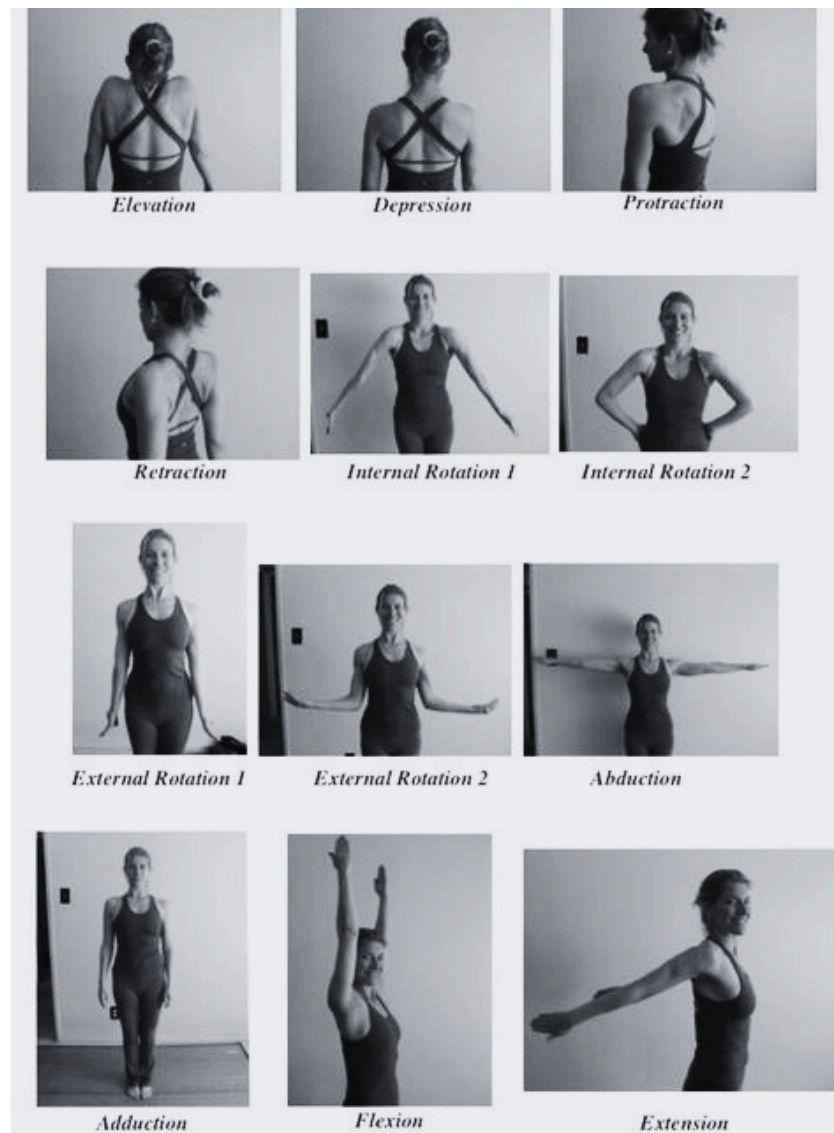 Elevation
Depression
Protraction
Retraction
Internal Rotation 1
Internal Rotation 2
External Rotation 1
External Rotation 2
Abduction
Adduction
Flexion
Extension